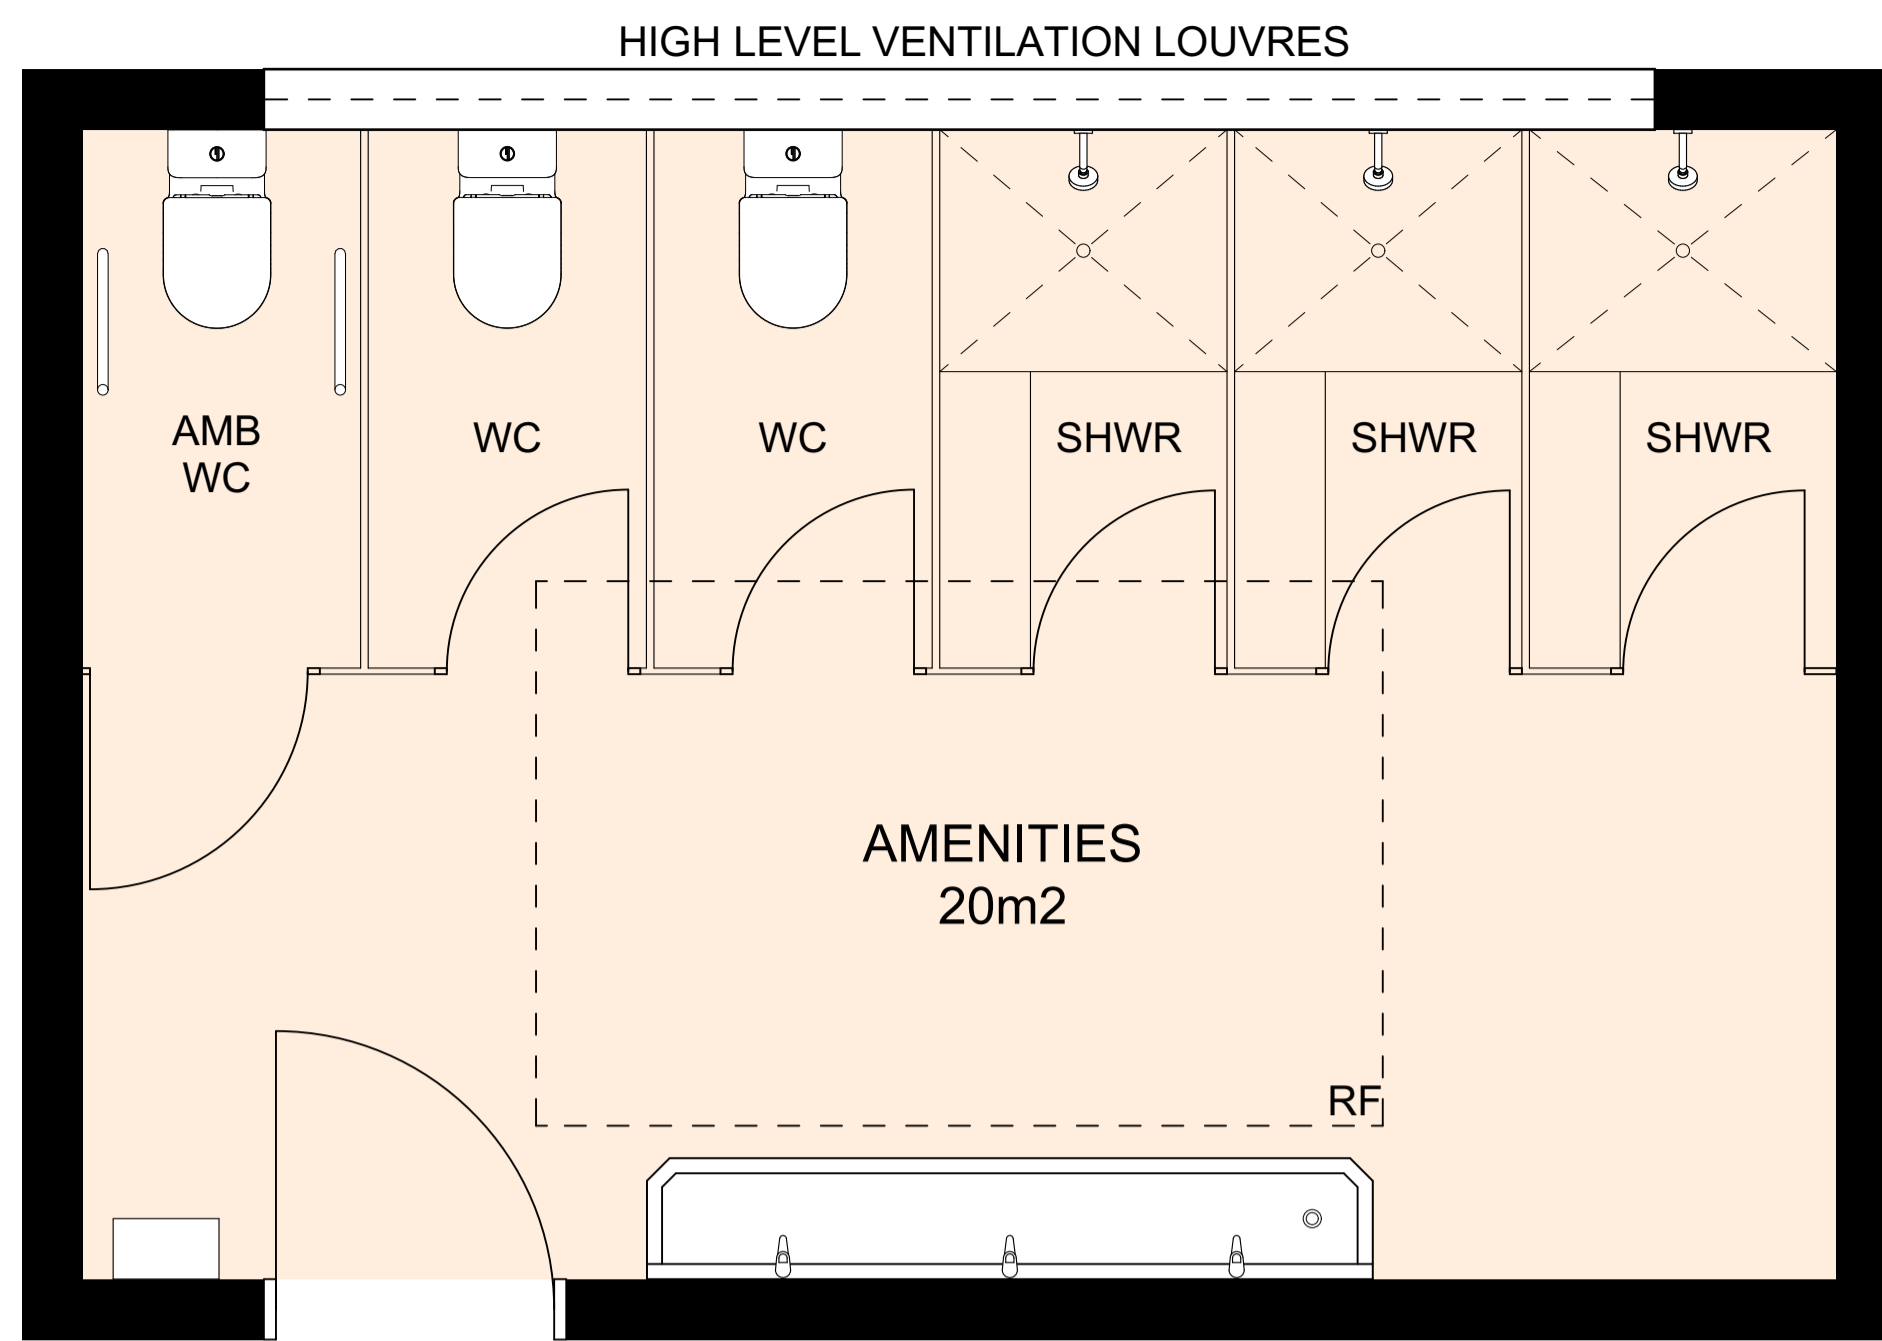 HIGH LEVEL VENTILATION LOUVRES
AMB
WC
WC
WC
SHWR
SHWR
SHWR
AMENITIES
20m2
RF